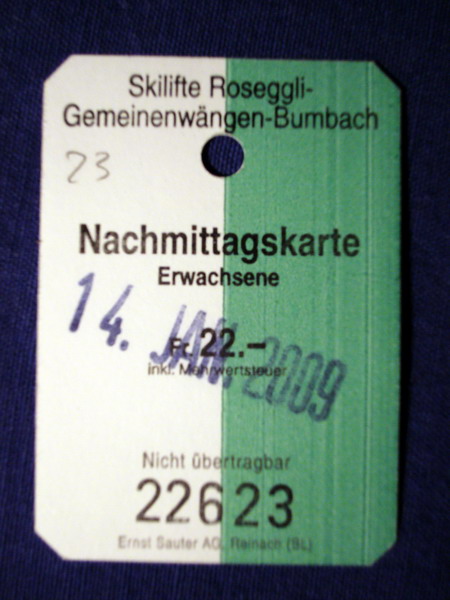 Skilifte Roseggli-
Gemeinenwängen-Bumbach
23
Nachmittagskarte
Erwachsene
14. JAN. 2009
Fr. 22.–
inkl. Mehrwertsteuer
Nicht übertragbar
22623
Ernst Sauter AG, Reinach (BL)